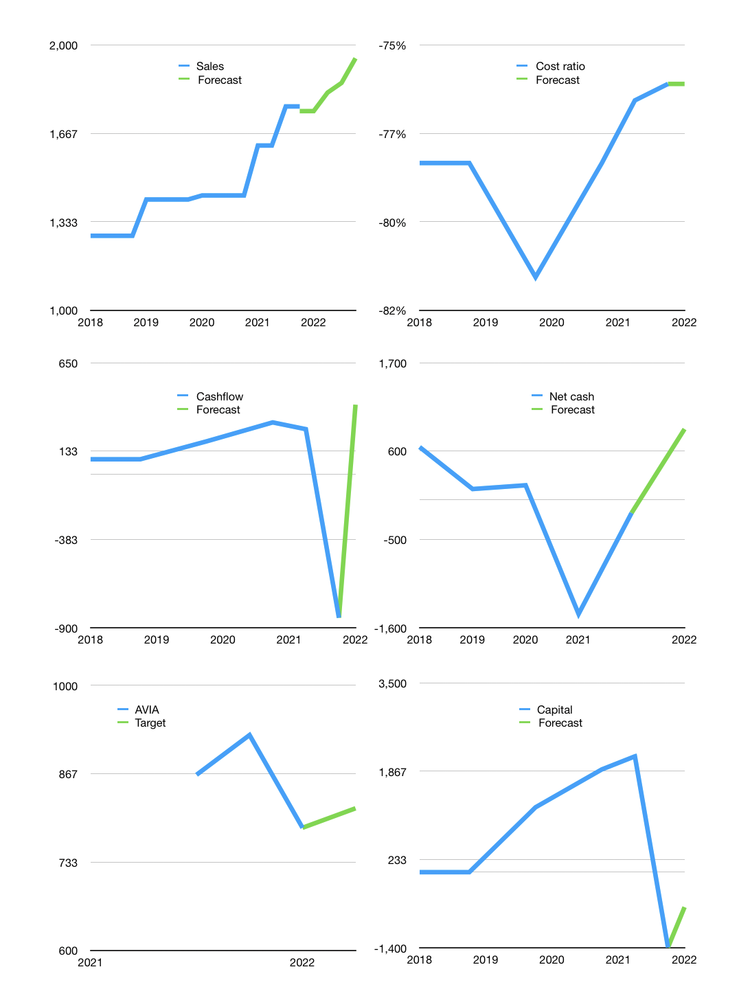 2,000
Sales
Forecast
1,667
1,333
1,000
2018 2019 2020 2021 2022
-75%
Cost ratio
Forecast
-77%
-80%
-82%
2018 2019 2020 2021 2022
650
Cashflow
Forecast
133
-383
-900
2018 2019 2020 2021 2022
1,700
Net cash
Forecast
600
-500
-1,600
2018 2019 2020 2021 2022
1000
AVIA
Target
867
733
600
2021 2022
3,500
Capital
Forecast
1,867
233
-1,400
2018 2019 2020 2021 2022